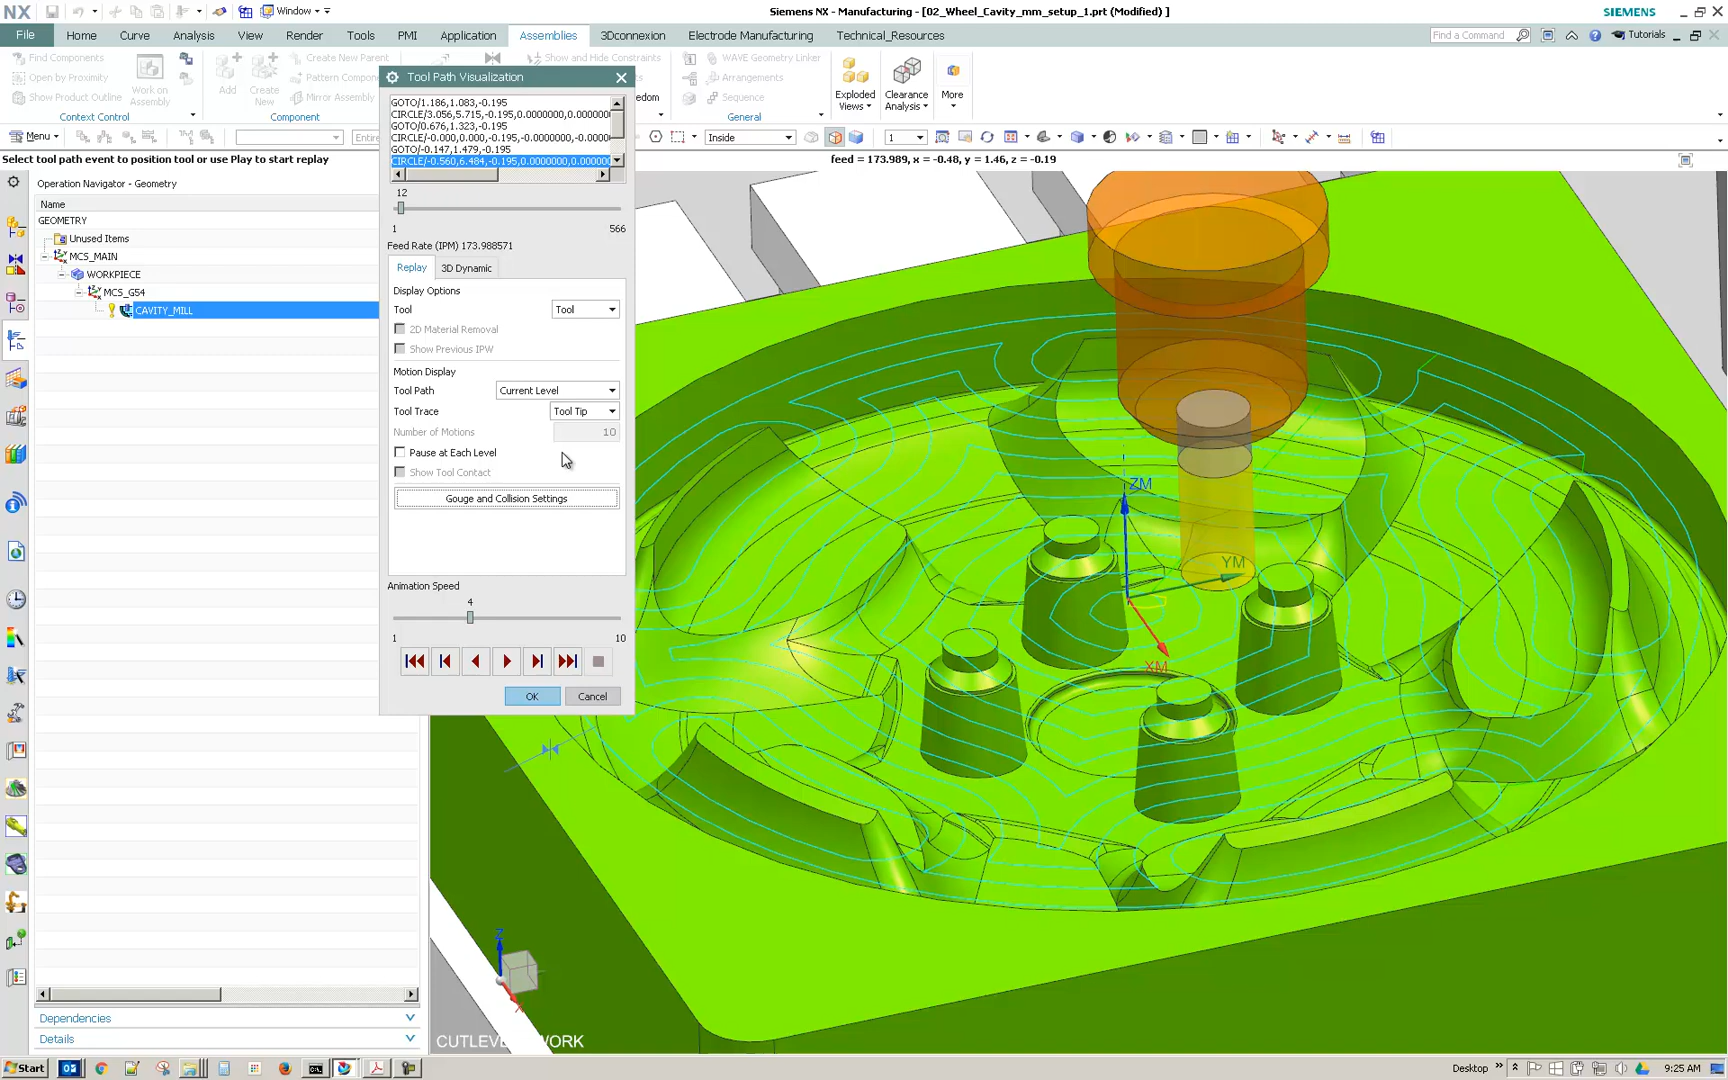 NX Window Siemens NX - Manufacturing - [02_Wheel_Cavity_mm_setup_1.prt (Modified) ] SIEMENS
File Home Curve Analysis View Render Tools PMI Application Assemblies 3Dconnexion Electrode Manufacturing Technical_Resources Find a Command Tutorials
Find Components Create New Parent Show and Hide Constraints WAVE Geometry Linker
Open by Proximity Pattern Compon Arrangements
Show Product Outline Mirror Assembly edom Sequence
Work on Assembly Add Create New Exploded Views Clearance Analysis More
Context Control Component General
Menu Entire Inside 1
Select tool path event to position tool or use Play to start replay feed = 173.989, x = -0.48, y = 1.46, z = -0.19
Operation Navigator - Geometry
Name
GEOMETRY
Unused Items
MCS_MAIN
WORKPIECE
MCS_G54
CAVITY_MILL
Dependencies
Details
Tool Path Visualization
GOTO/1.186,1.083,-0.195
CIRCLE/3.056,5.715,-0.195,0.0000000,0.000000
GOTO/0.676,1.323,-0.195
CIRCLE/-0.000,0.000,-0.195,-0.0000000,-0.00000
GOTO/-0.147,1.479,-0.195
CIRCLE/-0.560,6.484,-0.195,0.0000000,0.000000
12
1 566
Feed Rate (IPM) 173.988571
Replay 3D Dynamic
Display Options
Tool Tool
2D Material Removal
Show Previous IPW
Motion Display
Tool Path Current Level
Tool Trace Tool Tip
Number of Motions 10
Pause at Each Level
Show Tool Contact
Gouge and Collision Settings
Animation Speed
4
1 10
OK Cancel
ZM
YM
XM
Z
X
CUTLEVE WORK
Start Desktop 9:25 AM